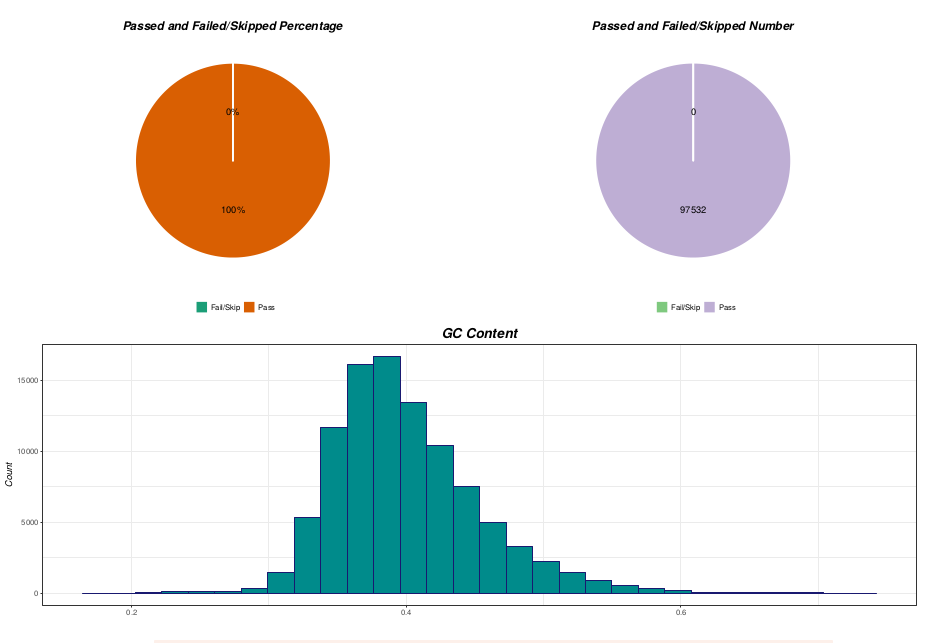 Passed and Failed/Skipped Percentage
Passed and Failed/Skipped Number
0%
100%
0
97532
Fail/Skip Pass
Fail/Skip Pass
GC Content
Count
15000
10000
5000
0
0.2 0.4 0.6